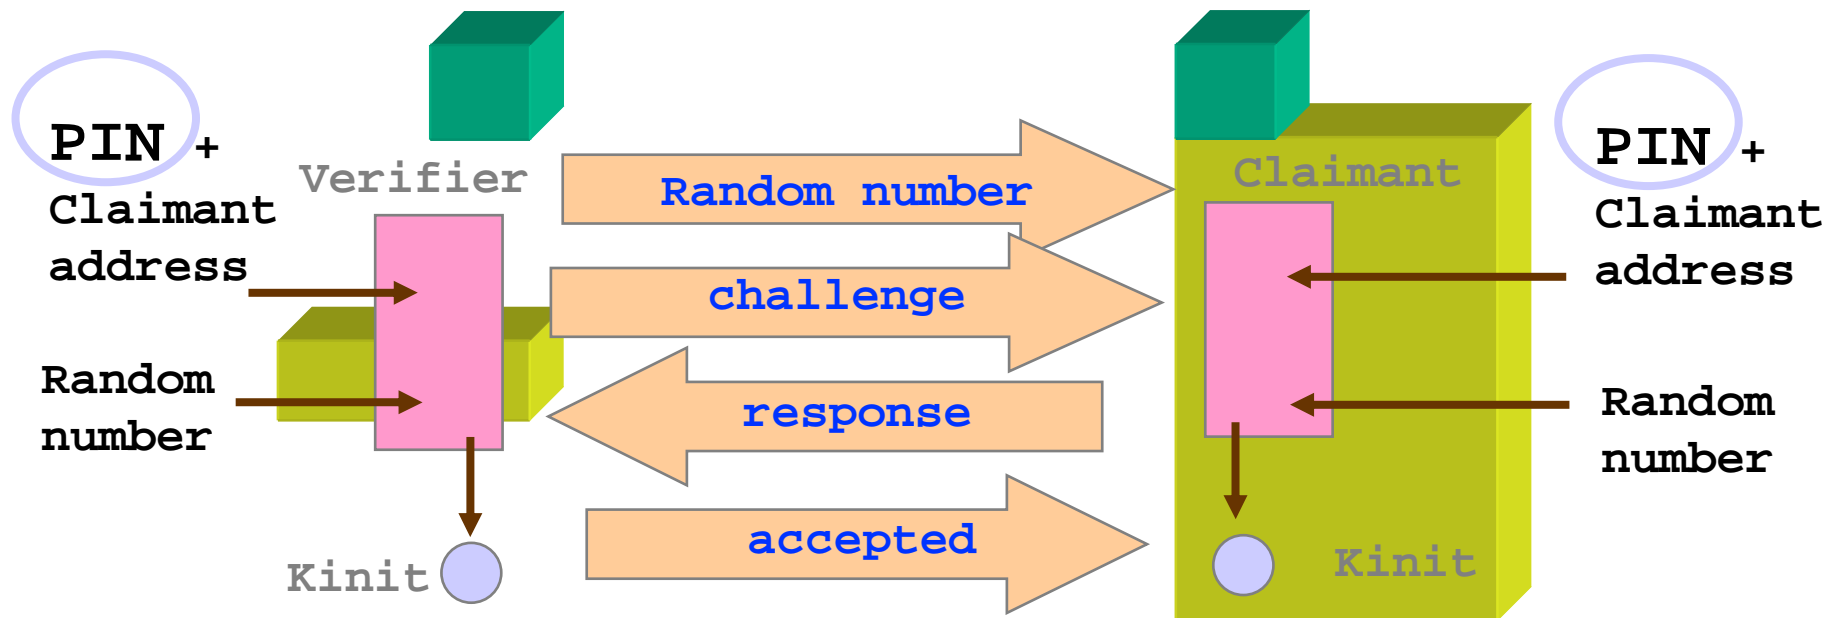 PIN +
Claimant
address
Random
number
Verifier
Kinit
Random number
challenge
response
accepted
Claimant
Kinit
PIN +
Claimant
address
Random
number